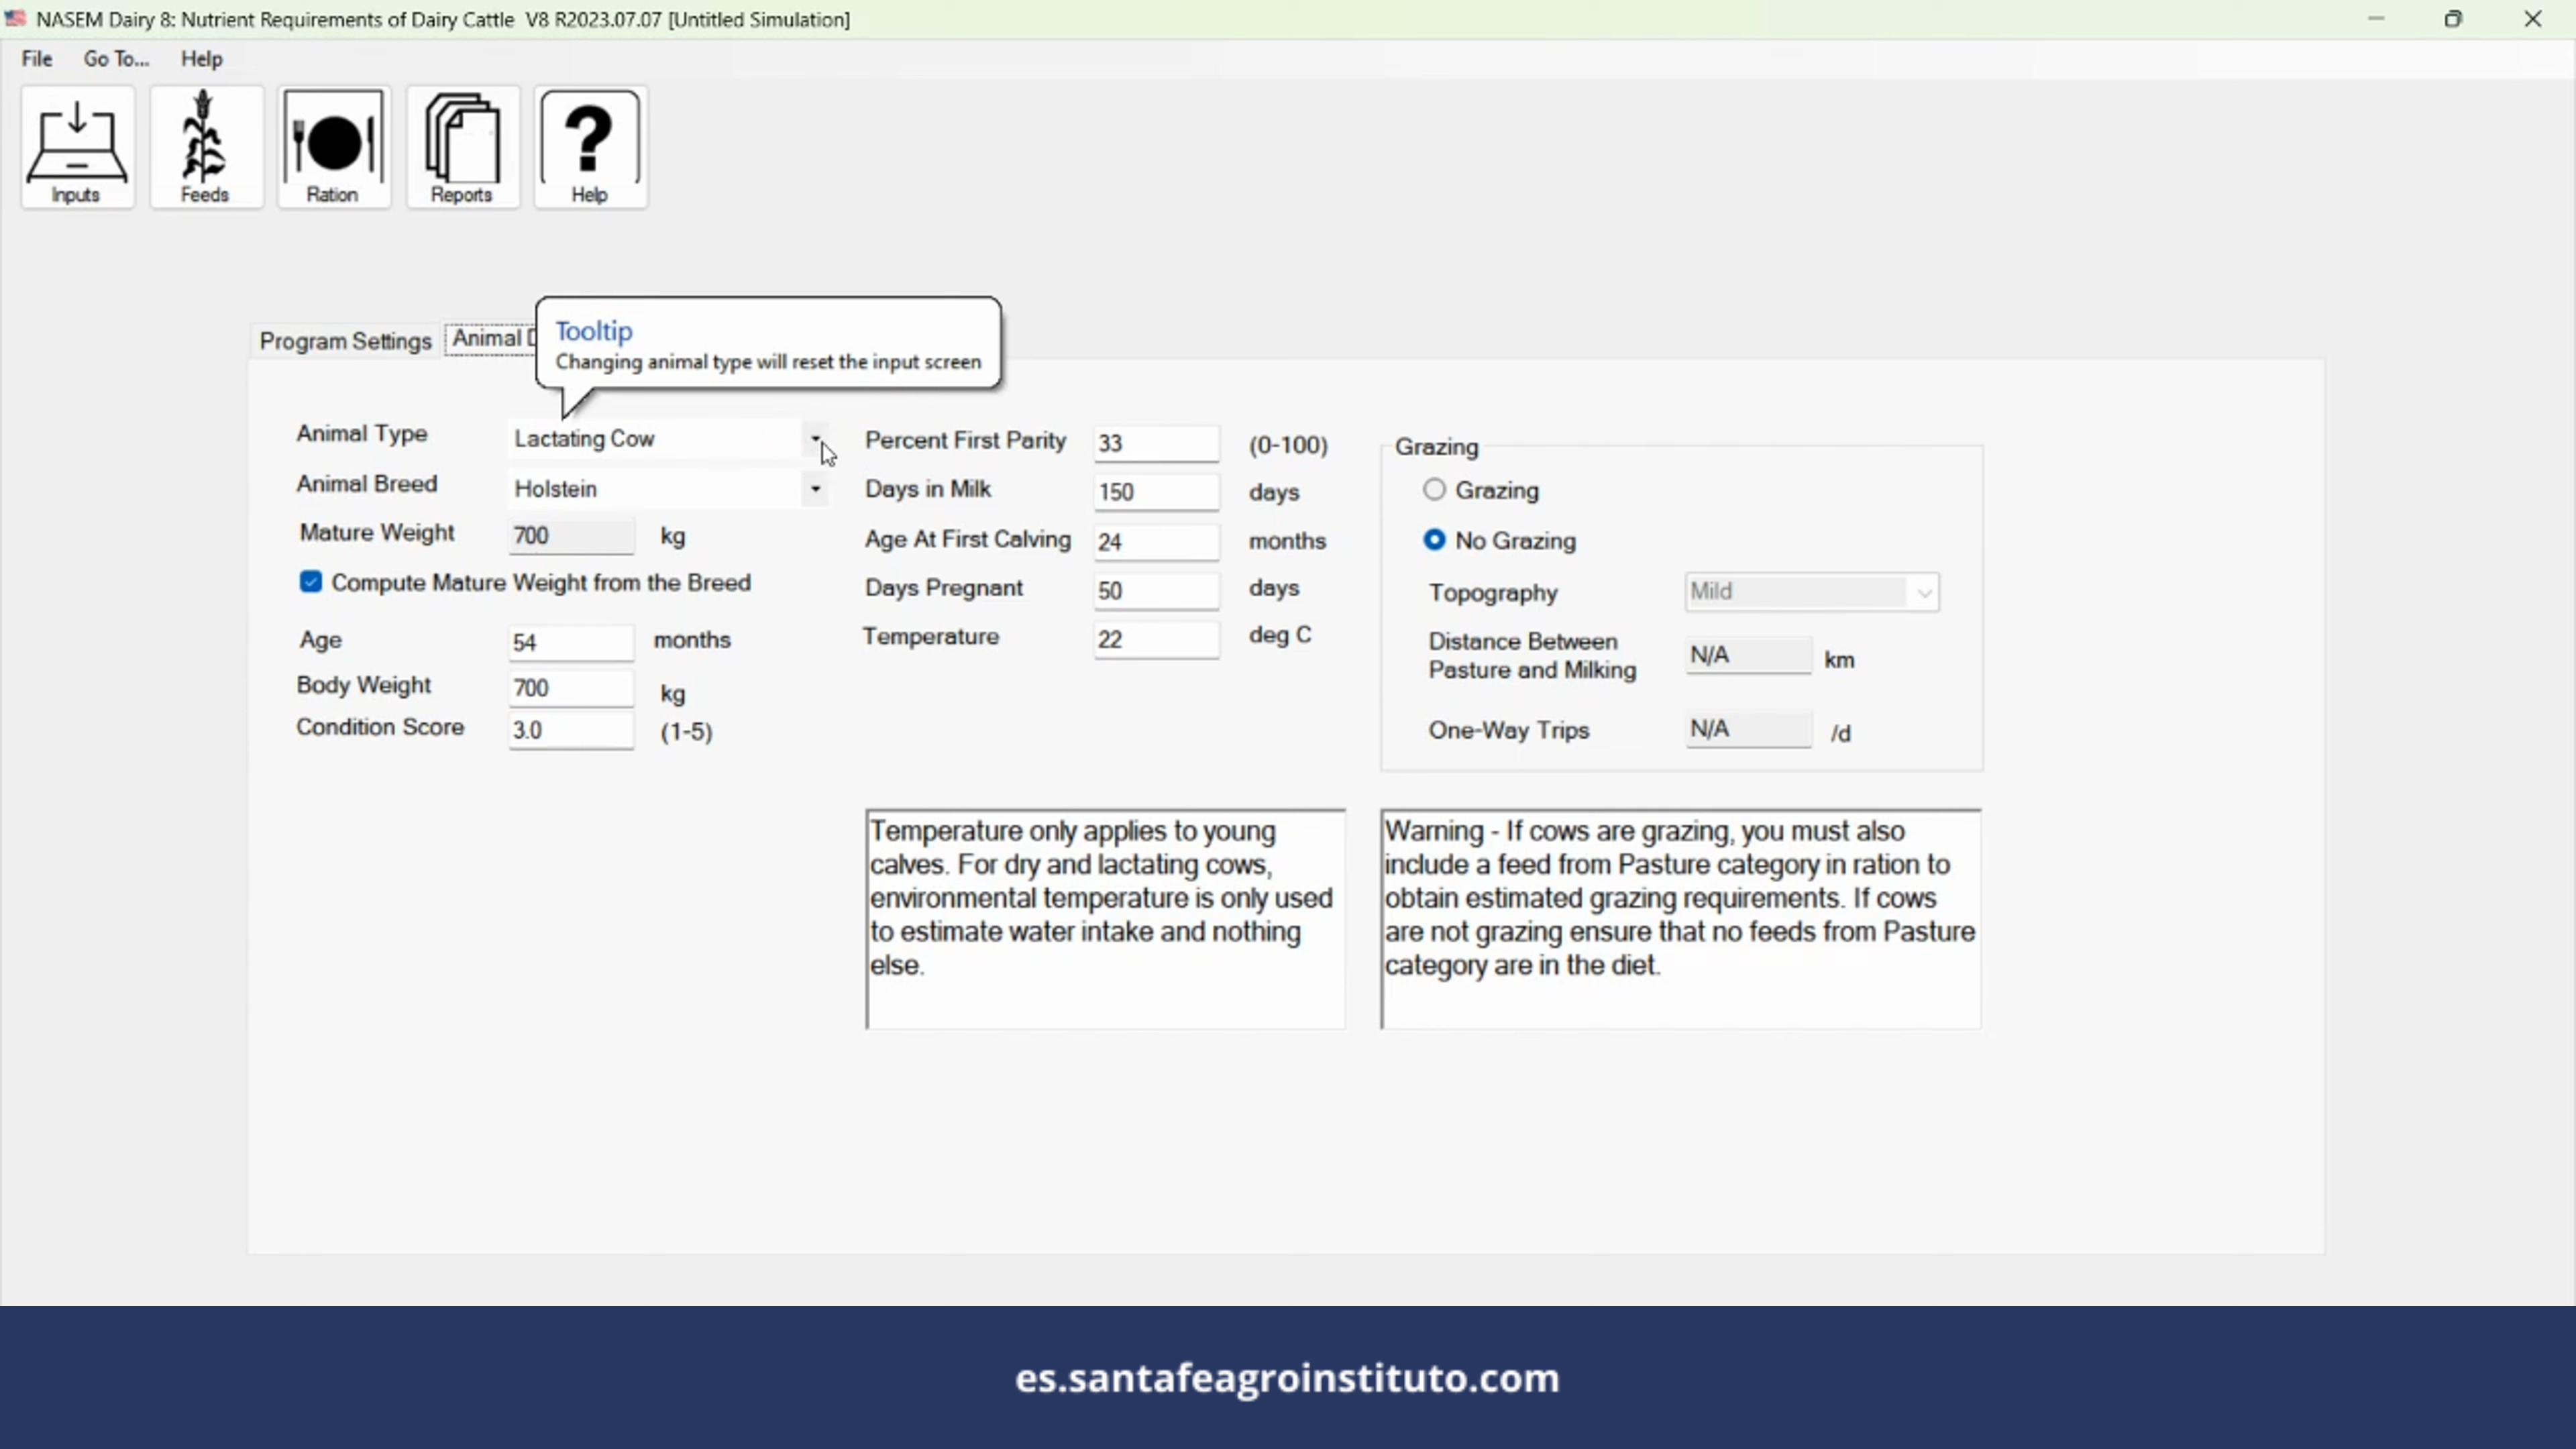 NASEM Dairy 8: Nutrient Requirements of Dairy Cattle V8 R2023.07.07 [Untitled Simulation]
File Go To... Help
Inputs Feeds Ration Reports Help
Program Settings Animal
Tooltip
Changing animal type will reset the input screen
Animal Type Lactating Cow
Animal Breed Holstein
Mature Weight 700 kg
Compute Mature Weight from the Breed
Age 54 months
Body Weight 700 kg
Condition Score 3.0 (1-5)
Percent First Parity 33 (0-100)
Days in Milk 150 days
Age At First Calving 24 months
Days Pregnant 50 days
Temperature 22 deg C
Grazing
Grazing
No Grazing
Topography Mild
Distance Between
Pasture and Milking N/A km
One-Way Trips N/A /d
Temperature only applies to young
calves. For dry and lactating cows,
environmental temperature is only used
to estimate water intake and nothing
else.
Warning - If cows are grazing, you must also
include a feed from Pasture category in ration to
obtain estimated grazing requirements. If cows
are not grazing ensure that no feeds from Pasture
category are in the diet.
es.santafeagroinstituto.com